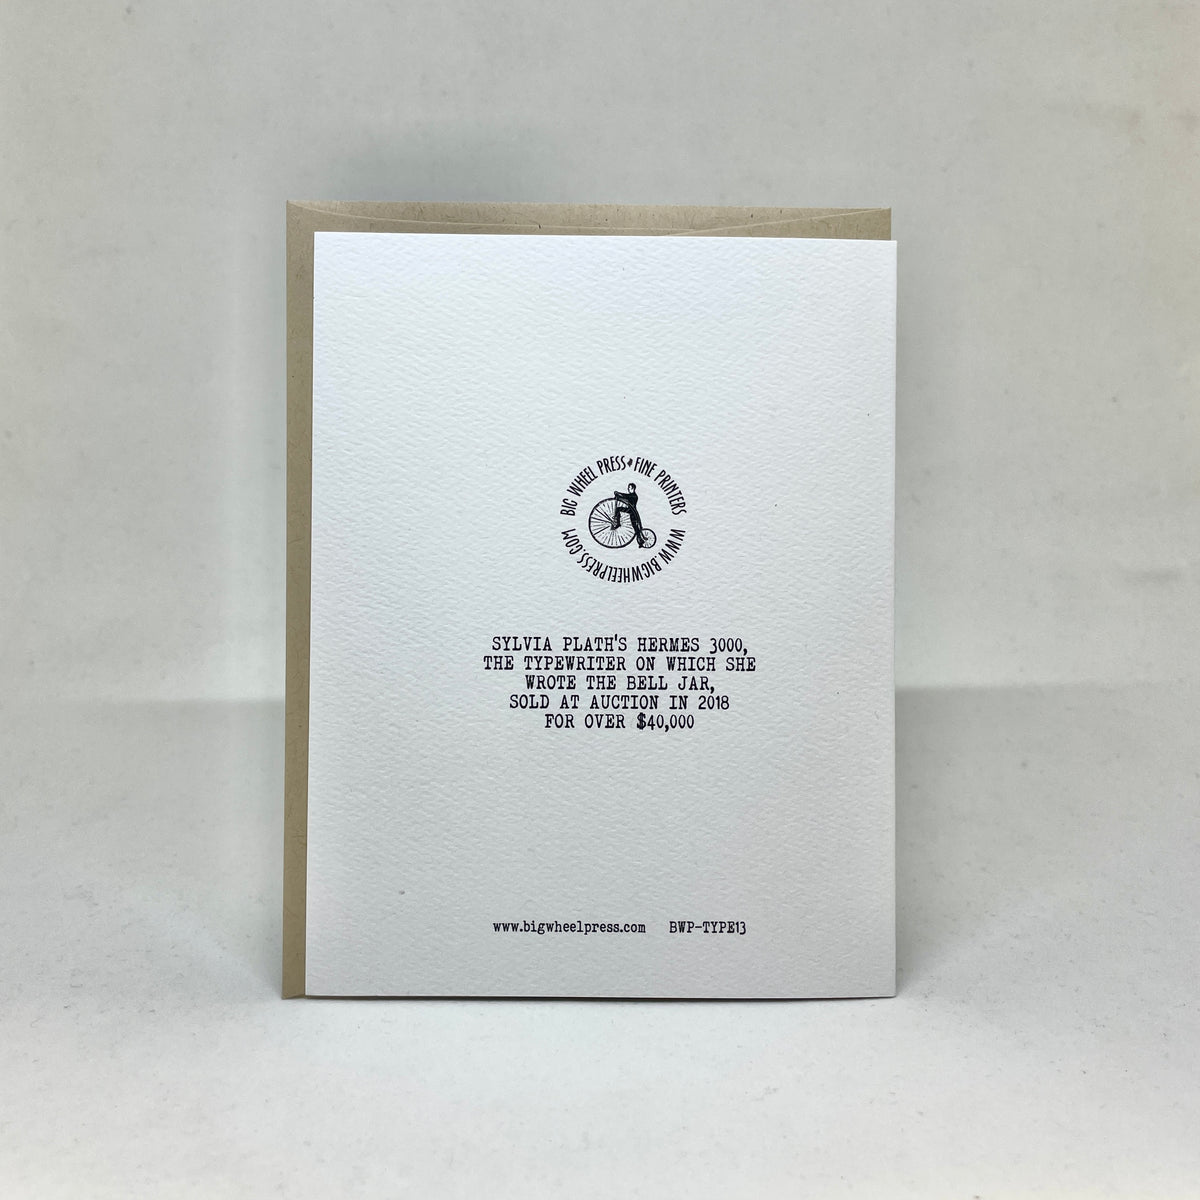 BIG WHEEL PRESS • FINE PRINTERS
WWW.BIGWHEELPRESS.COM
SYLVIA PLATH'S HERMES 3000,
THE TYPEWRITER ON WHICH SHE
WROTE THE BELL JAR,
SOLD AT AUCTION IN 2018
FOR OVER $40,000
www.bigwheelpress.com BWP-TYPE13